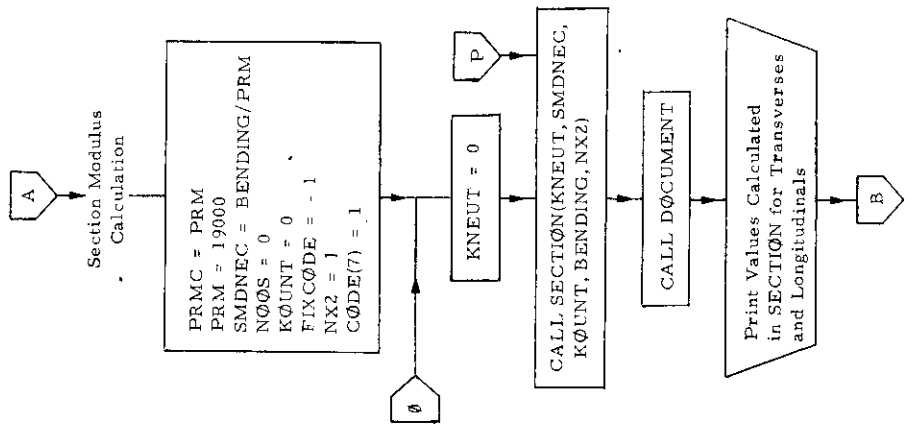 A
Section Modulus
Calculation
PRMC = PRM
PRM = 19000
SMDNEC = BENDING/PRM
NØØS = 0
KØUNT = 0
FIXCØDE = - 1
NX2 = 1
CØDE(7) = 1
Ø
KNEUT = 0
P
CALL SECTIØN(KNEUT, SMDNEC,
KØUNT, BENDING, NX2)
CALL DØCUMENT
Print Values Calculated
in SECTIØN for Transverses
and Longitudinals
B